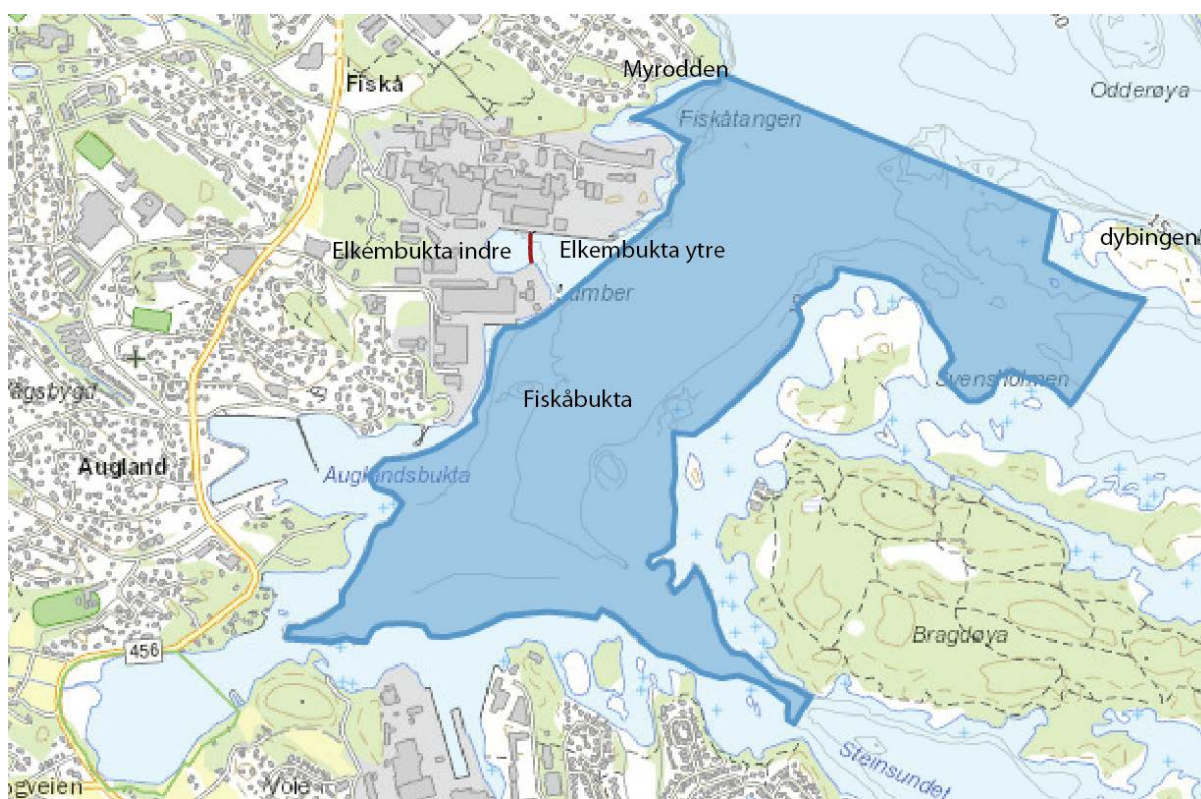 Myrodden
Fiskå
Odderøya
Fiskåtangen
dybingen
Elkembukta indre
Elkembukta ytre
Svensholmen
Fiskåbukta
Augland
Auglandsbukta
Bragdøya
456
Steinsundet
Vole